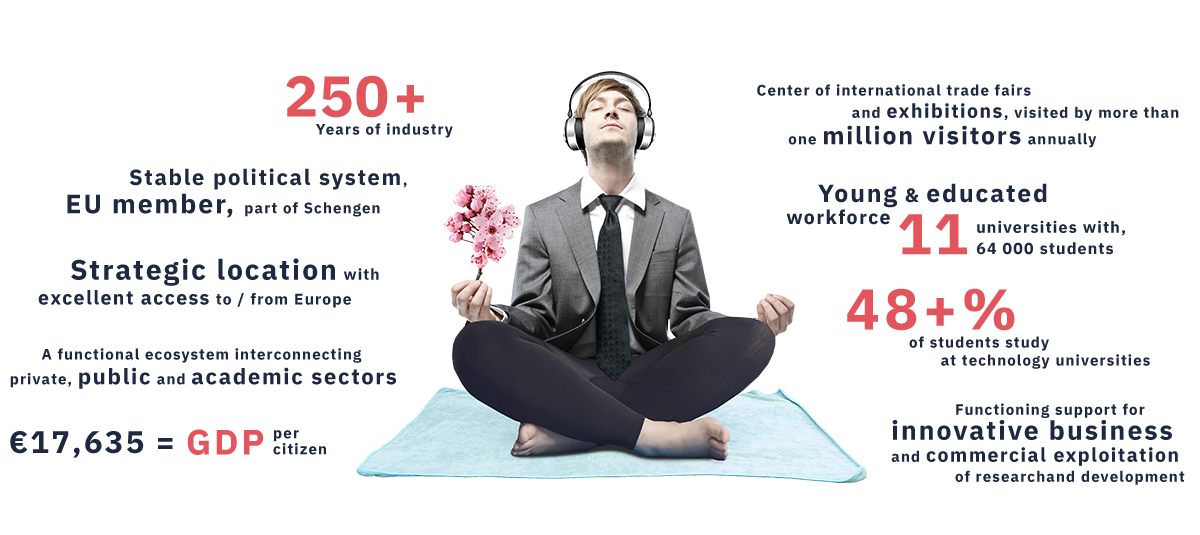 250+
Years of industry
Stable political system,
EU member, part of Schengen
Strategic location with
excellent access to / from Europe
A functional ecosystem interconnecting
private, public and academic sectors
€17,635 = GDP per
citizen
Center of international trade fairs
and exhibitions, visited by more than
one million visitors annually
Young & educated
workforce 11 universities with,
64 000 students
48+%
of students study
at technology universities
Functioning support for
innovative business
and commercial exploitation
of researchand development